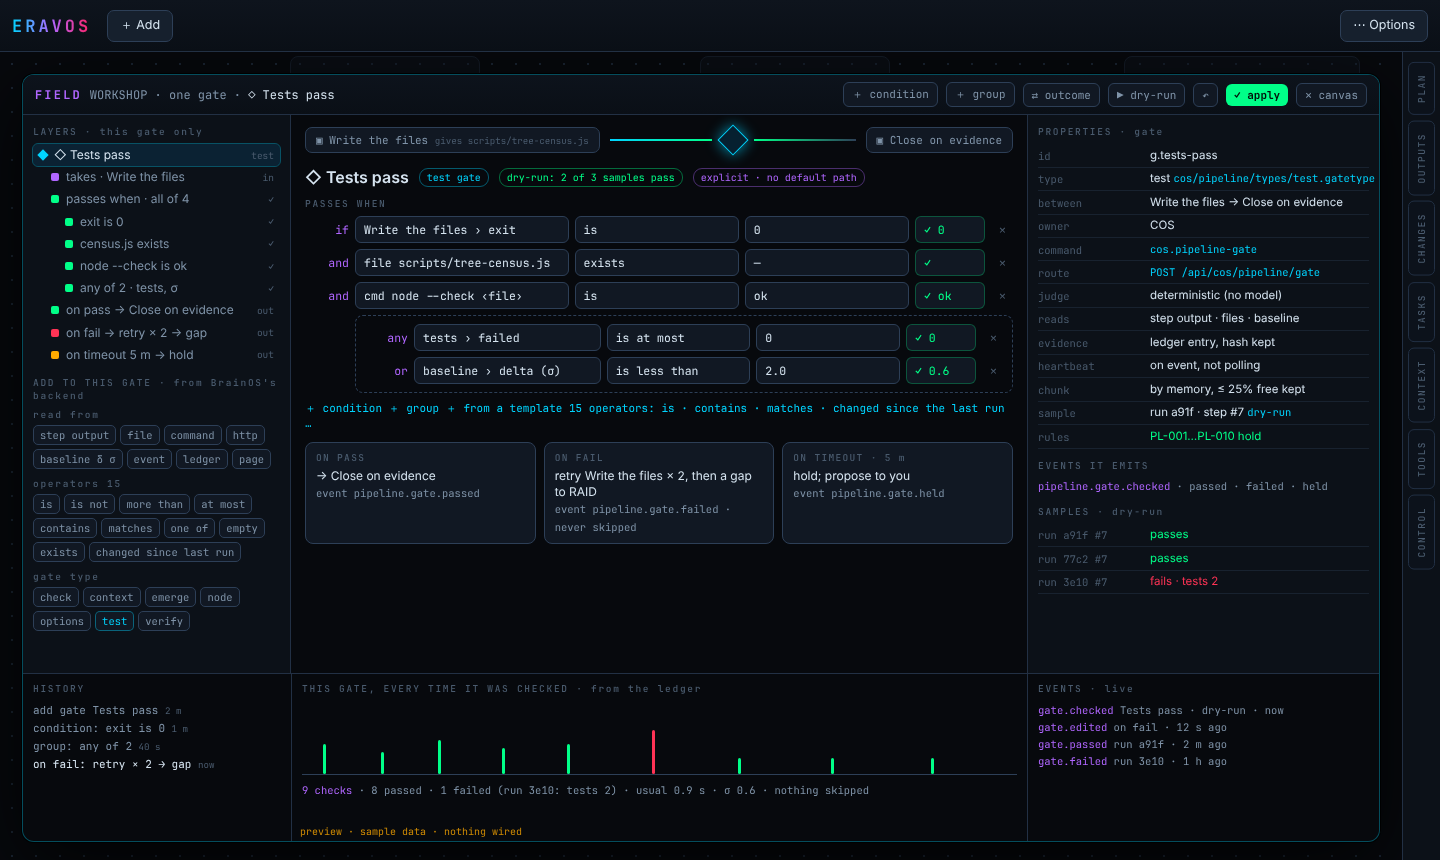 ERAVOS
+ Add
⋯ Options
FIELD WORKSHOP · one gate · ◇ Tests pass
+ condition
+ group
⇄ outcome
▶ dry-run
↶
✓ apply
× canvas
LAYERS · this gate only
◆ ◇ Tests pass test
takes · Write the files in
passes when · all of 4 ✓
exit is 0 ✓
census.js exists ✓
node --check is ok ✓
any of 2 · tests, σ ✓
on pass → Close on evidence out
on fail → retry × 2 → gap out
on timeout 5 m → hold out
ADD TO THIS GATE · from BrainOS's
backend
read from
step output file command http
baseline δ σ event ledger page
operators 15
is is not more than at most
contains matches one of empty
exists changed since last run
gate type
check context emerge node
options test verify
▣ Write the files gives scripts/tree-census.js
▣ Close on evidence
◇ Tests pass test gate dry-run: 2 of 3 samples pass explicit · no default path
PASSES WHEN
if Write the files › exit is 0 ✓ 0 ×
and file scripts/tree-census.js exists — ✓ ×
and cmd node --check ‹file› is ok ✓ ok ×
any tests › failed is at most 0 ✓ 0 ×
or baseline › delta (σ) is less than 2.0 ✓ 0.6 ×
+ condition + group + from a template 15 operators: is · contains · matches · changed since the last run
…
ON PASS
→ Close on evidence
event pipeline.gate.passed
ON FAIL
retry Write the files × 2, then a gap
to RAID
event pipeline.gate.failed ·
never skipped
ON TIMEOUT · 5 m
hold; propose to you
event pipeline.gate.held
PROPERTIES · gate
id g.tests-pass
type test cos/pipeline/types/test.gatetype
between Write the files → Close on evidence
owner COS
command cos.pipeline-gate
route POST /api/cos/pipeline/gate
judge deterministic (no model)
reads step output · files · baseline
evidence ledger entry, hash kept
heartbeat on event, not polling
chunk by memory, ≤ 25% free kept
sample run a91f · step #7 dry-run
rules PL-001…PL-010 hold
EVENTS IT EMITS
pipeline.gate.checked · passed · failed · held
SAMPLES · dry-run
run a91f #7 passes
run 77c2 #7 passes
run 3e10 #7 fails · tests 2
PLAN
OUTPUTS
CHANGES
TASKS
CONTEXT
TOOLS
CONTROL
HISTORY
add gate Tests pass 2 m
condition: exit is 0 1 m
group: any of 2 40 s
on fail: retry × 2 → gap now
THIS GATE, EVERY TIME IT WAS CHECKED · from the ledger
9 checks · 8 passed · 1 failed (run 3e10: tests 2) · usual 0.9 s · σ 0.6 · nothing skipped
preview · sample data · nothing wired
EVENTS · live
gate.checked Tests pass · dry-run · now
gate.edited on fail · 12 s ago
gate.passed run a91f · 2 m ago
gate.failed run 3e10 · 1 h ago